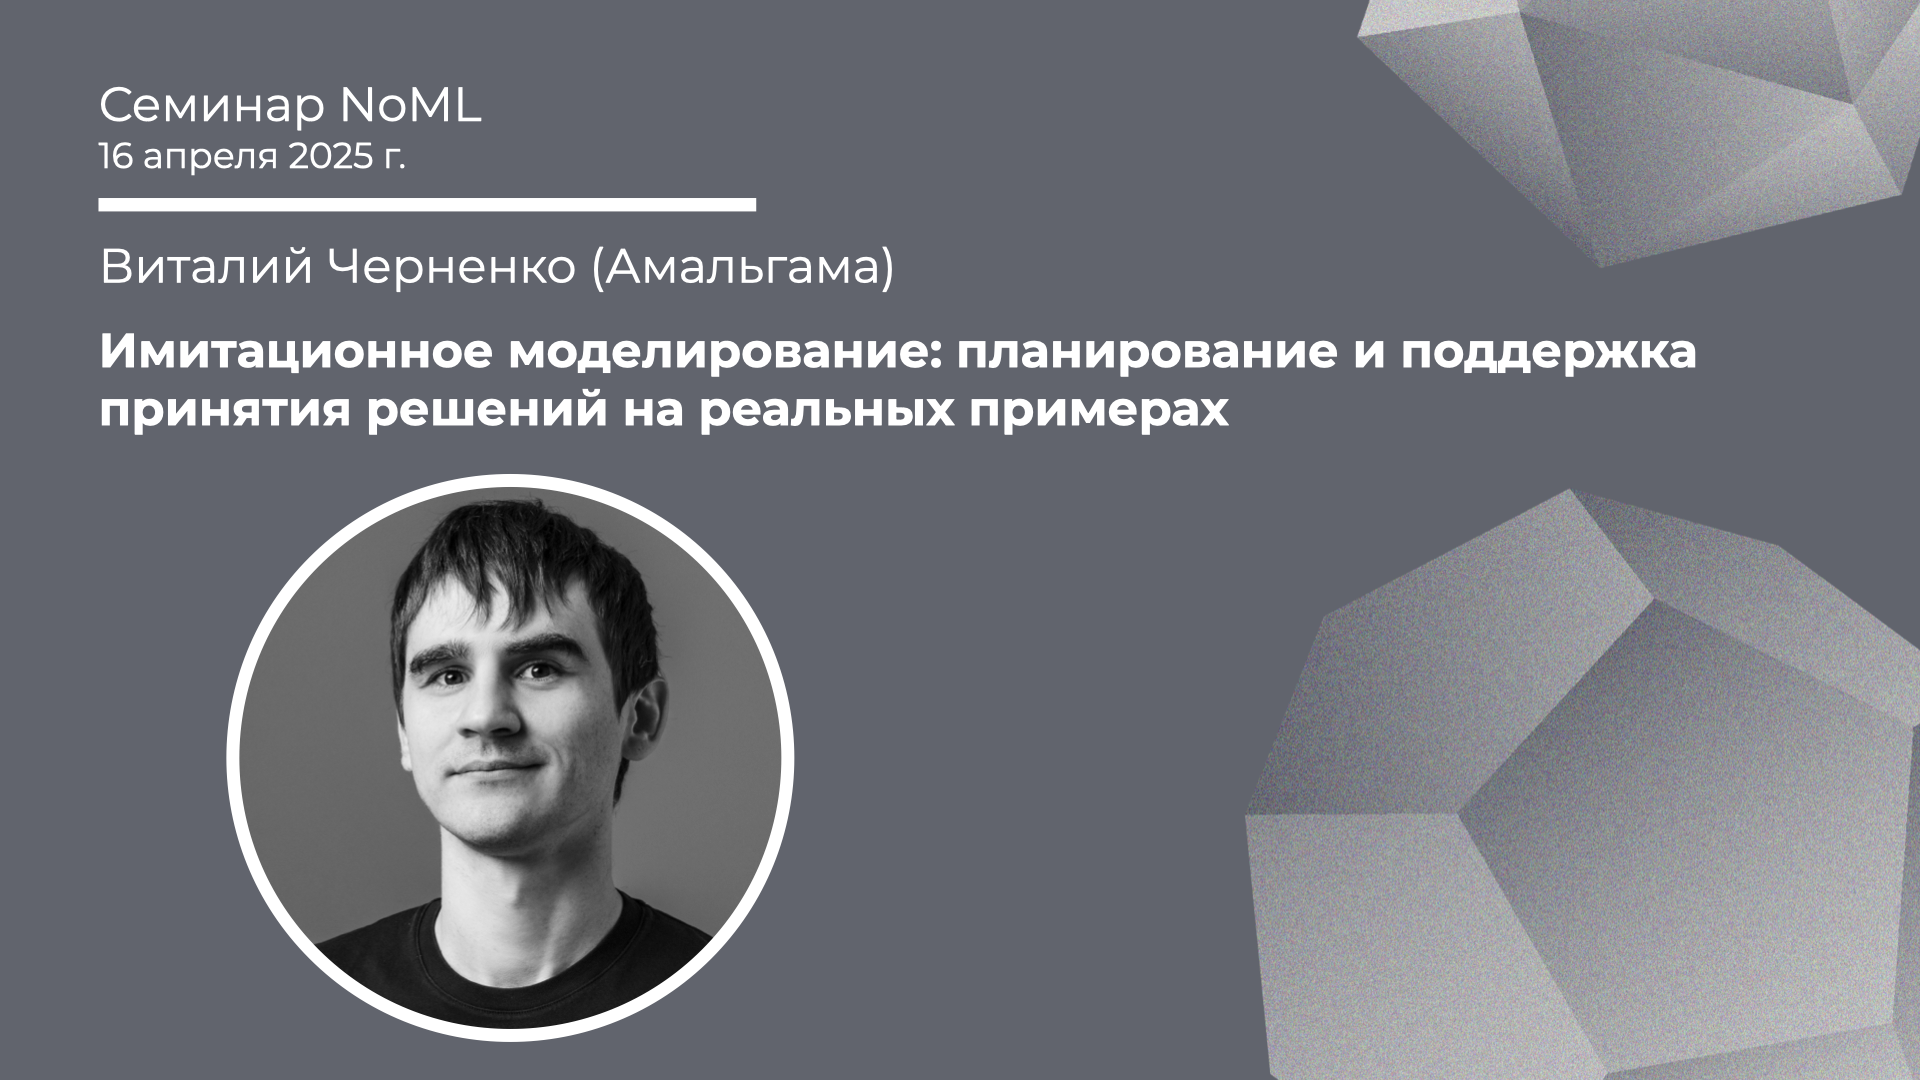 Семинар NoML
16 апреля 2025 г.
Виталий Черненко (Амальгама)
Имитационное моделирование: планирование и поддержка
принятия решений на реальных примерах